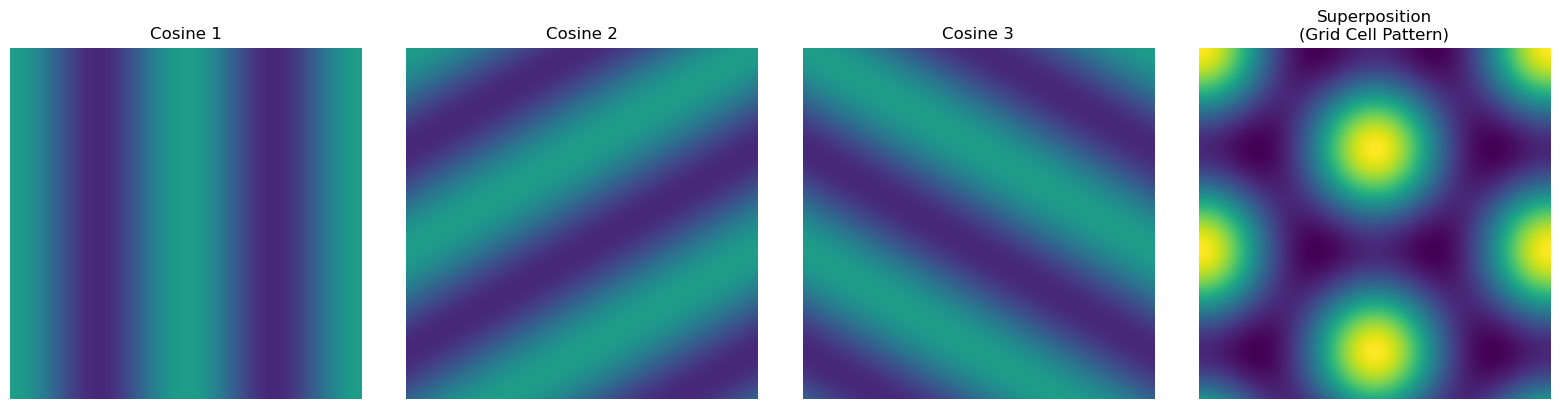 Cosine 1
Cosine 2
Cosine 3
Superposition
(Grid Cell Pattern)